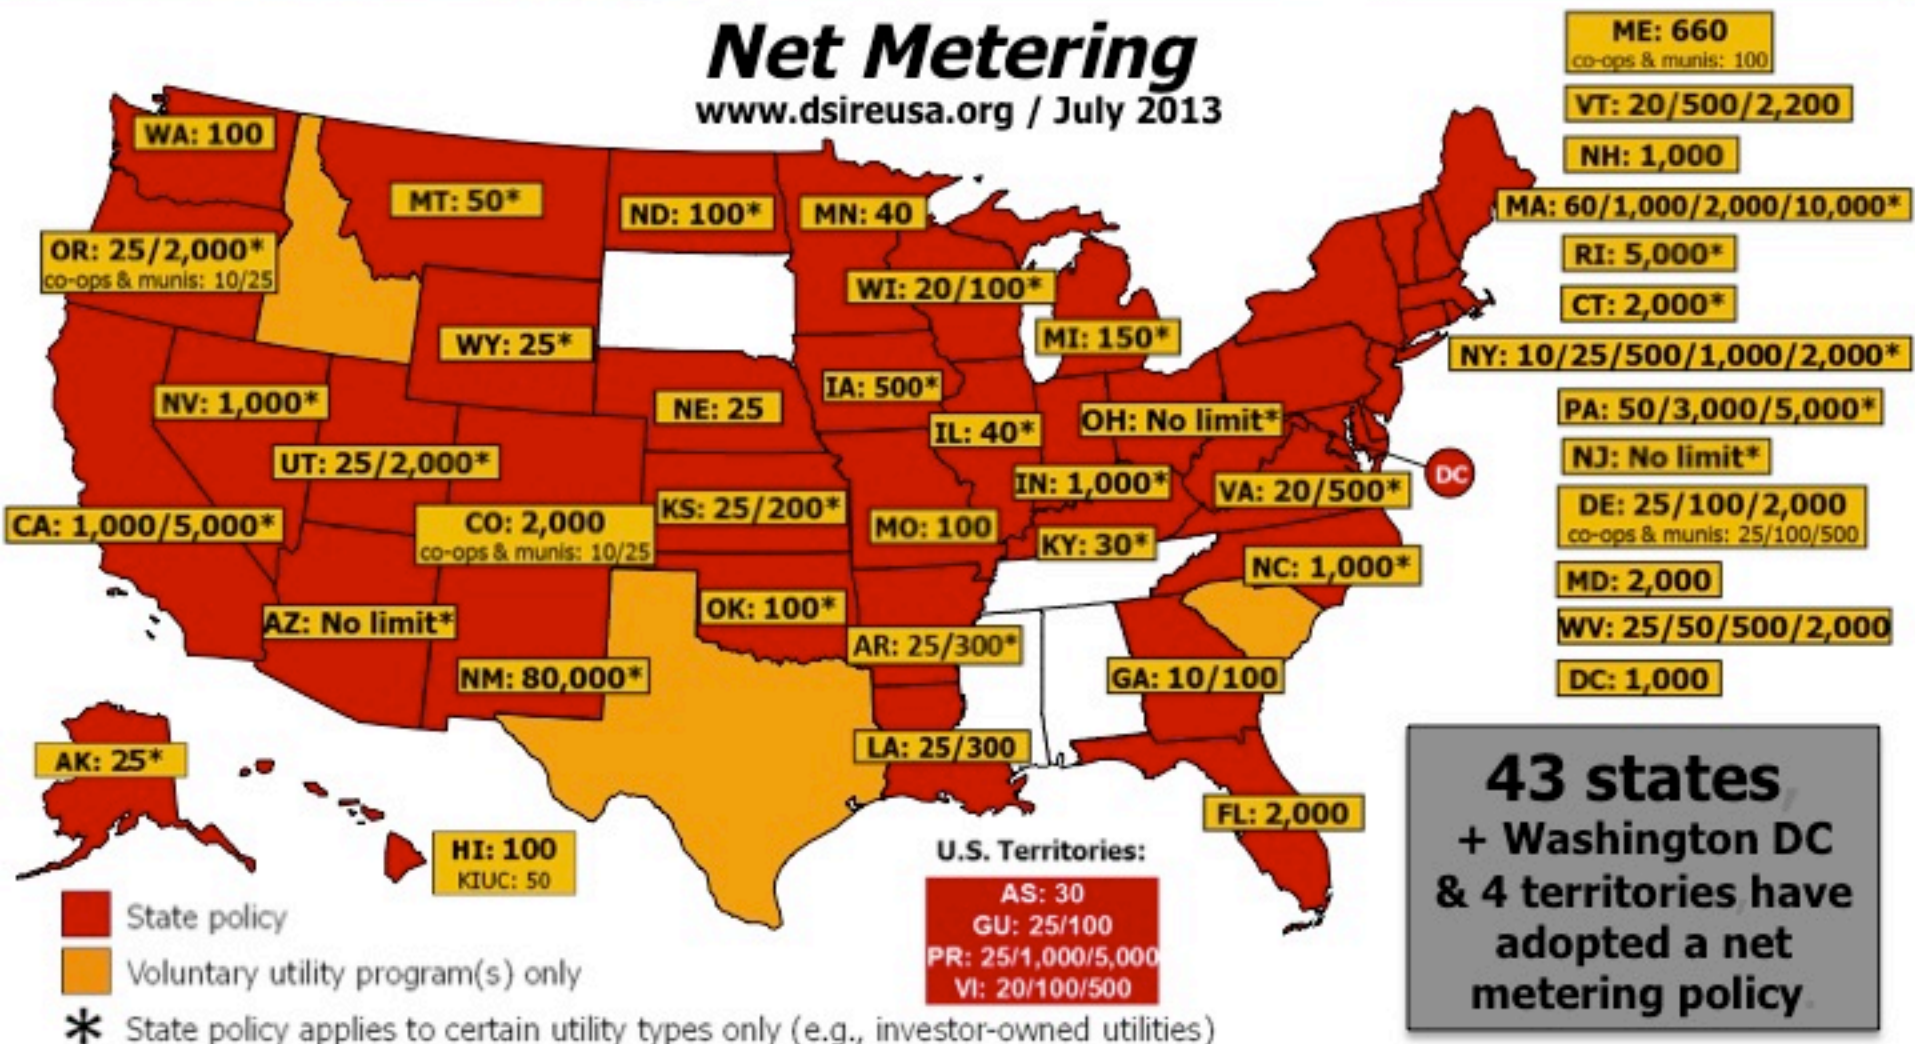 Net Metering
www.dsireusa.org / July 2013
WA: 100
OR: 25/2,000*
co-ops & munis: 10/25
MT: 50*
ND: 100*
MN: 40
WY: 25*
WI: 20/100*
MI: 150*
NV: 1,000*
NE: 25
IA: 500*
IL: 40*
OH: No limit*
UT: 25/2,000*
CA: 1,000/5,000*
CO: 2,000
co-ops & munis: 10/25
KS: 25/200*
MO: 100
IN: 1,000*
VA: 20/500*
KY: 30*
DC
NC: 1,000*
AZ: No limit*
OK: 100*
NM: 80,000*
AR: 25/300*
GA: 10/100
LA: 25/300
FL: 2,000
AK: 25*
HI: 100
KIUC: 50
ME: 660
co-ops & munis: 100
VT: 20/500/2,200
NH: 1,000
MA: 60/1,000/2,000/10,000*
RI: 5,000*
CT: 2,000*
NY: 10/25/500/1,000/2,000*
PA: 50/3,000/5,000*
NJ: No limit*
DE: 25/100/2,000
co-ops & munis: 25/100/500
MD: 2,000
WV: 25/50/500/2,000
DC: 1,000
43 states,
+ Washington DC
& 4 territories,have
adopted a net
metering policy.
U.S. Territories:
AS: 30
GU: 25/100
PR: 25/1,000/5,000
VI: 20/100/500
State policy
Voluntary utility program(s) only
* State policy applies to certain utility types only (e.g., investor-owned utilities)